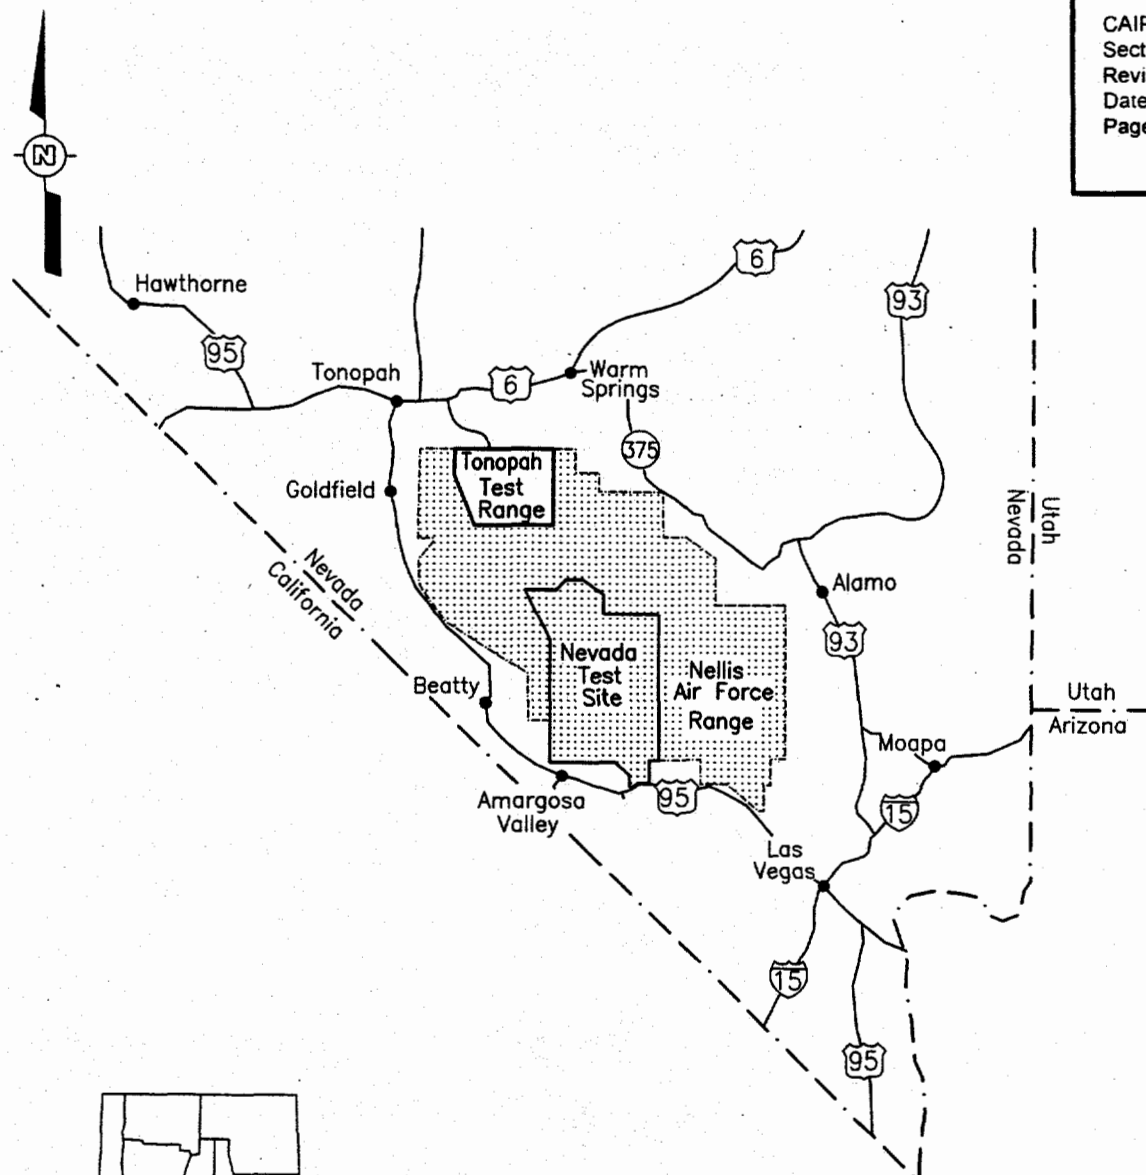 CAIP
Sect
Revi
Date
Page
N
Hawthorne
6
93
95
Tonopah
6
Warm
Springs
375
Tonopah
Test
Range
Goldfield
Utah
Nevada
Nevada
California
Alamo
93
Nevada
Test
Site
Nellis
Air Force
Range
Beatty
Utah
Arizona
Moapa
Amargosa
Valley
95
15
Las
Vegas
15
95